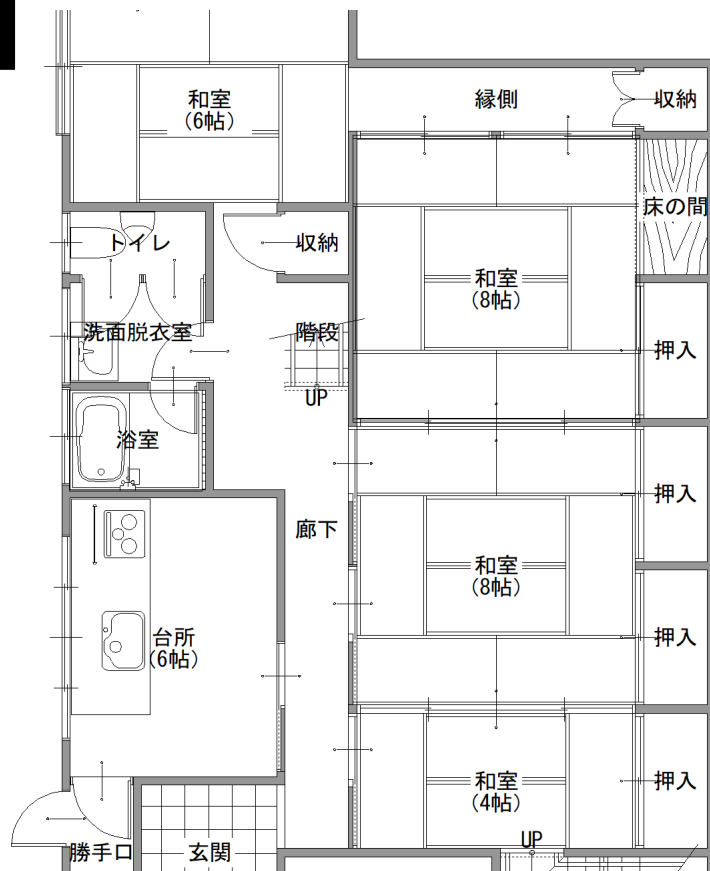 和室
(6帖)
縁側
収納
床の間
トイレ
収納
和室
(8帖)
洗面脱衣室
階段
押入
UP
浴室
押入
廊下
和室
(8帖)
台所
(6帖)
押入
和室
(4帖)
押入
UP
勝手口
玄関